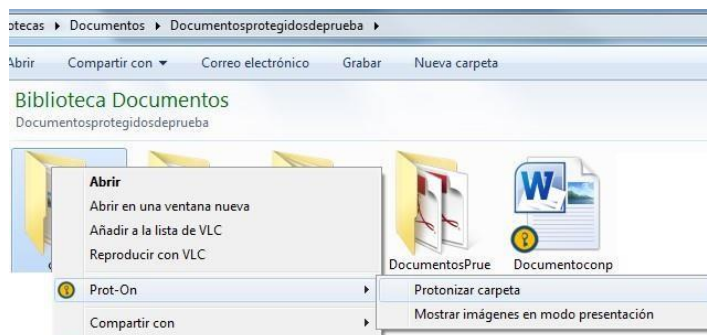 otecas ▸ Documentos ▸ Documentosprotegidosdeprueba ▸
Abrir Compartir con ▾ Correo electrónico Grabar Nueva carpeta
Biblioteca Documentos
Documentosprotegidosdeprueba
Abrir
Abrir en una ventana nueva
Añadir a la lista de VLC
Reproducir con VLC
DocumentosPrue Documentoconp
Prot-On ▸ Protonizar carpeta
Mostrar imágenes en modo presentación
Compartir con ▸